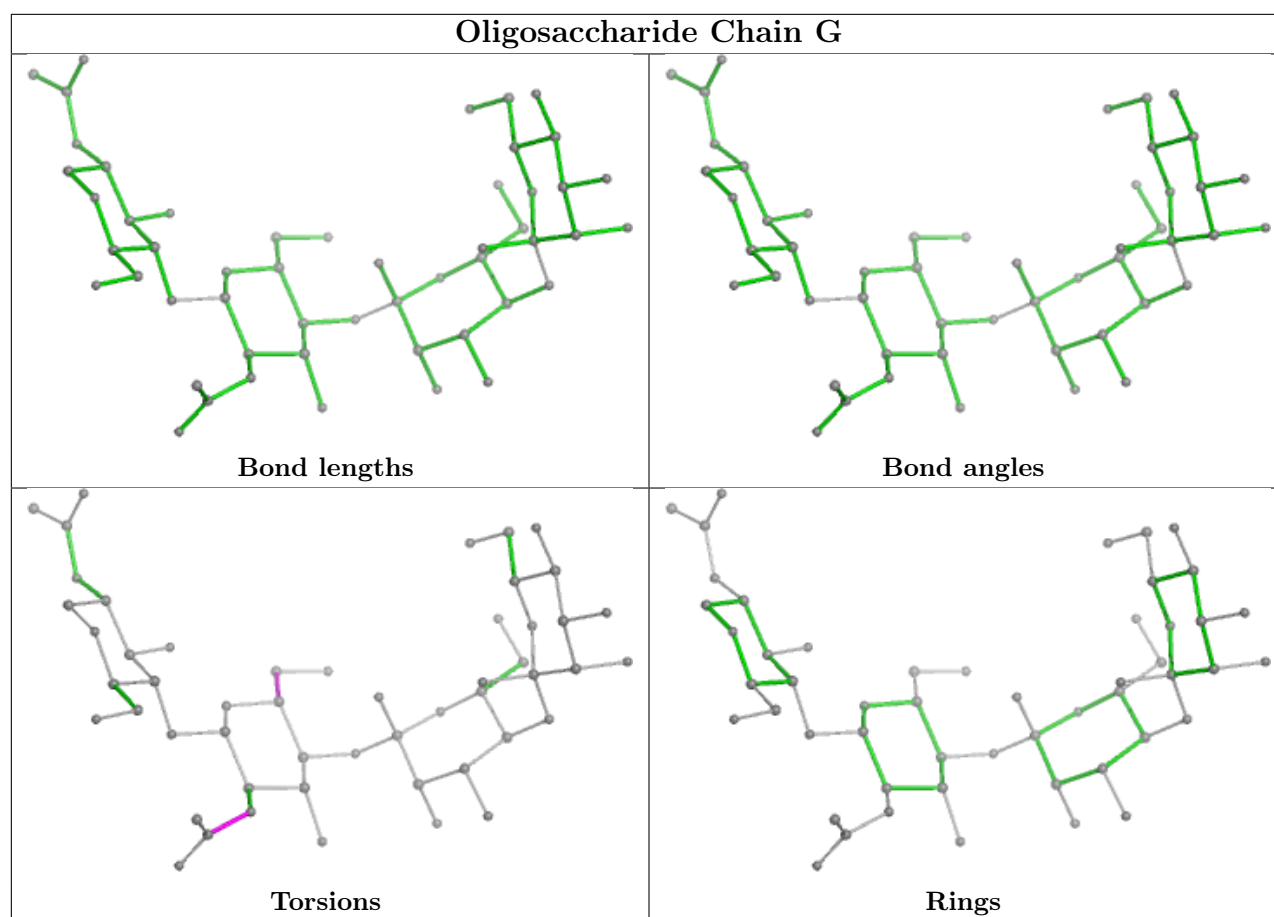 Oligosaccharide Chain G
Bond lengths
Bond angles
Torsions
Rings